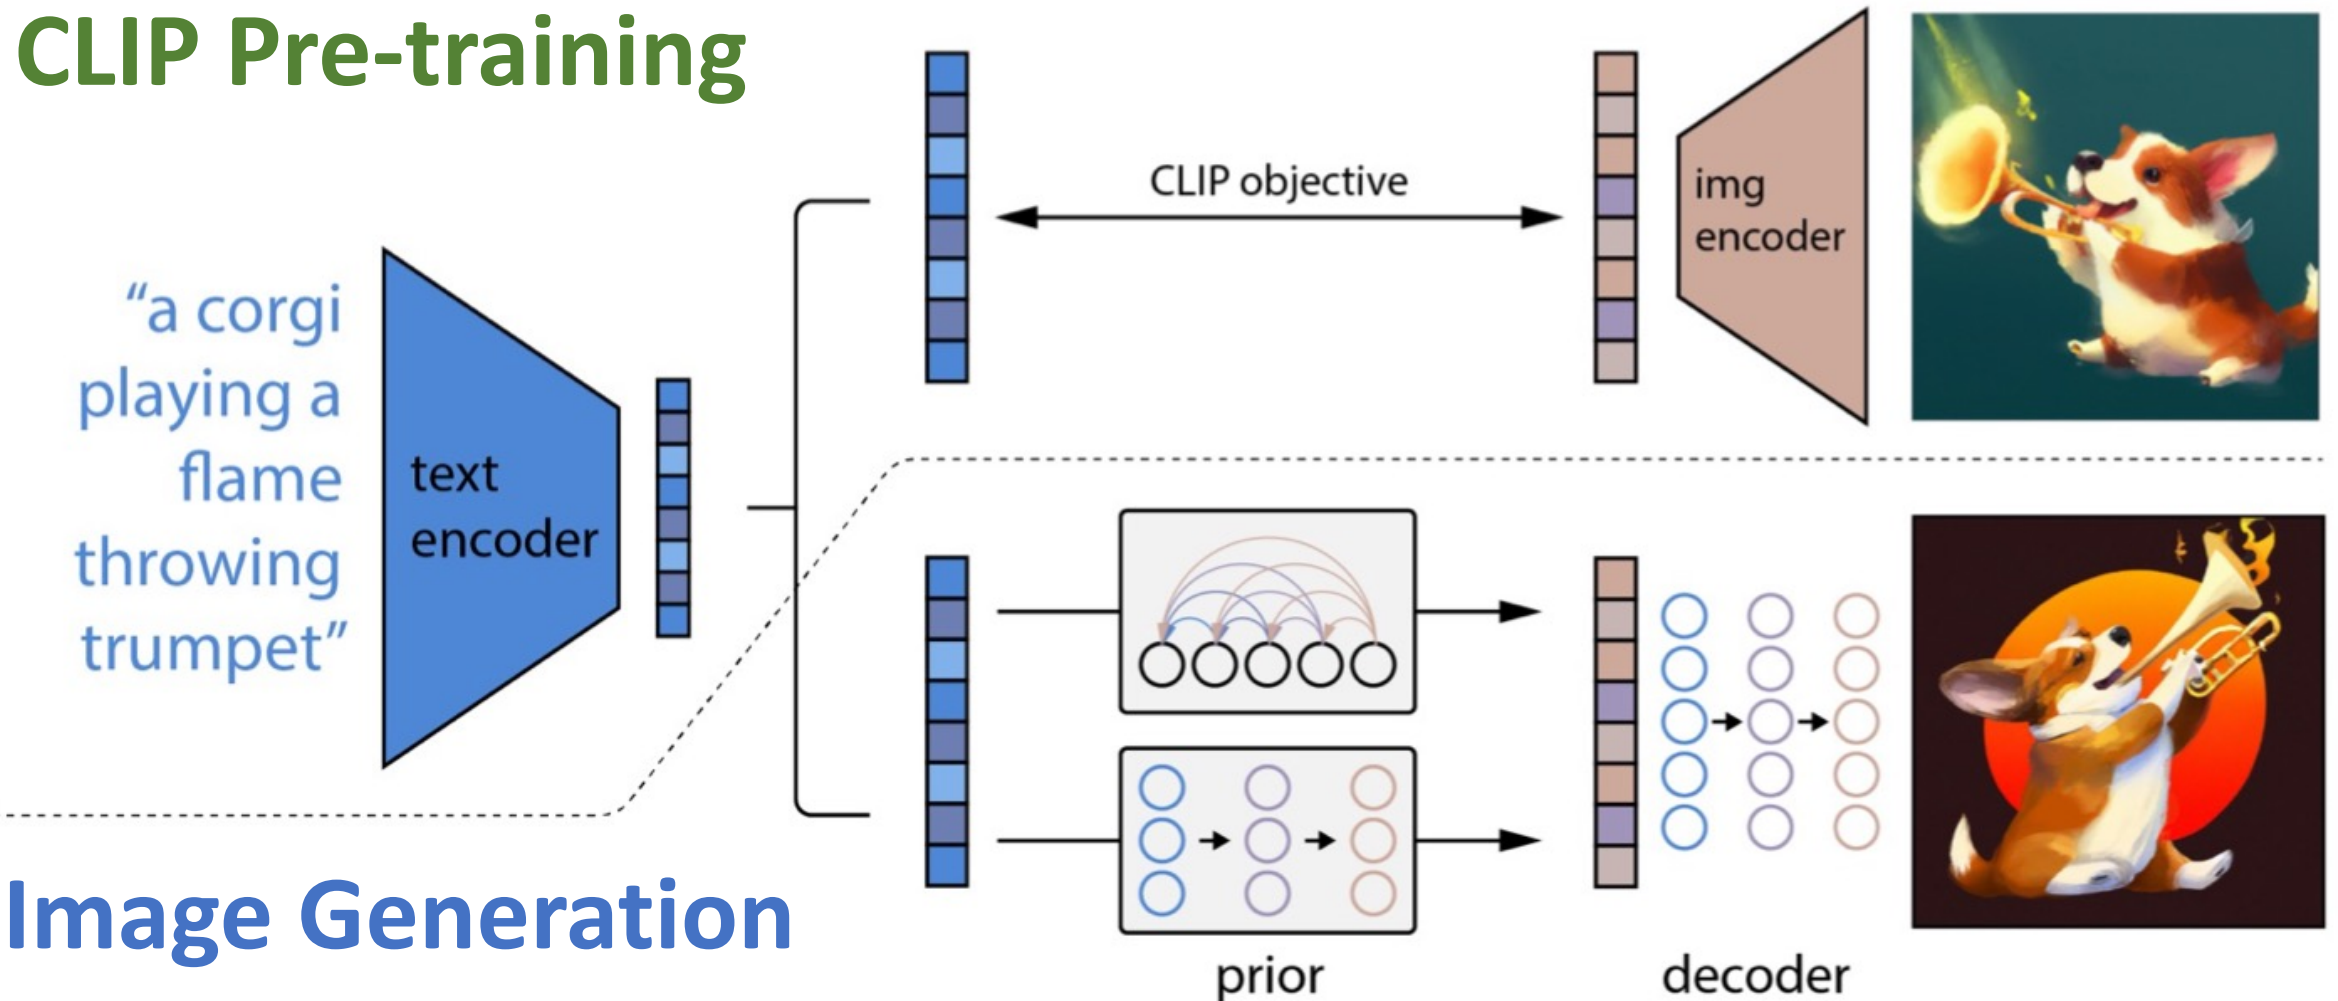 CLIP Pre-training
“a corgi
playing a
flame
throwing
trumpet”
text
encoder
CLIP objective
img
encoder
Image Generation
prior
decoder